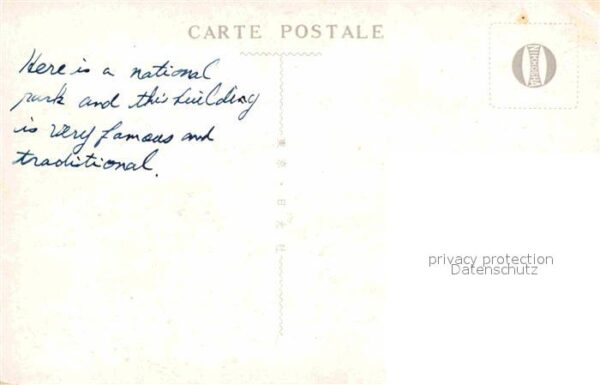 CARTE POSTALE
Here is a national
park and this building
is very famous and
traditional.
privacy protection
Datenschutz